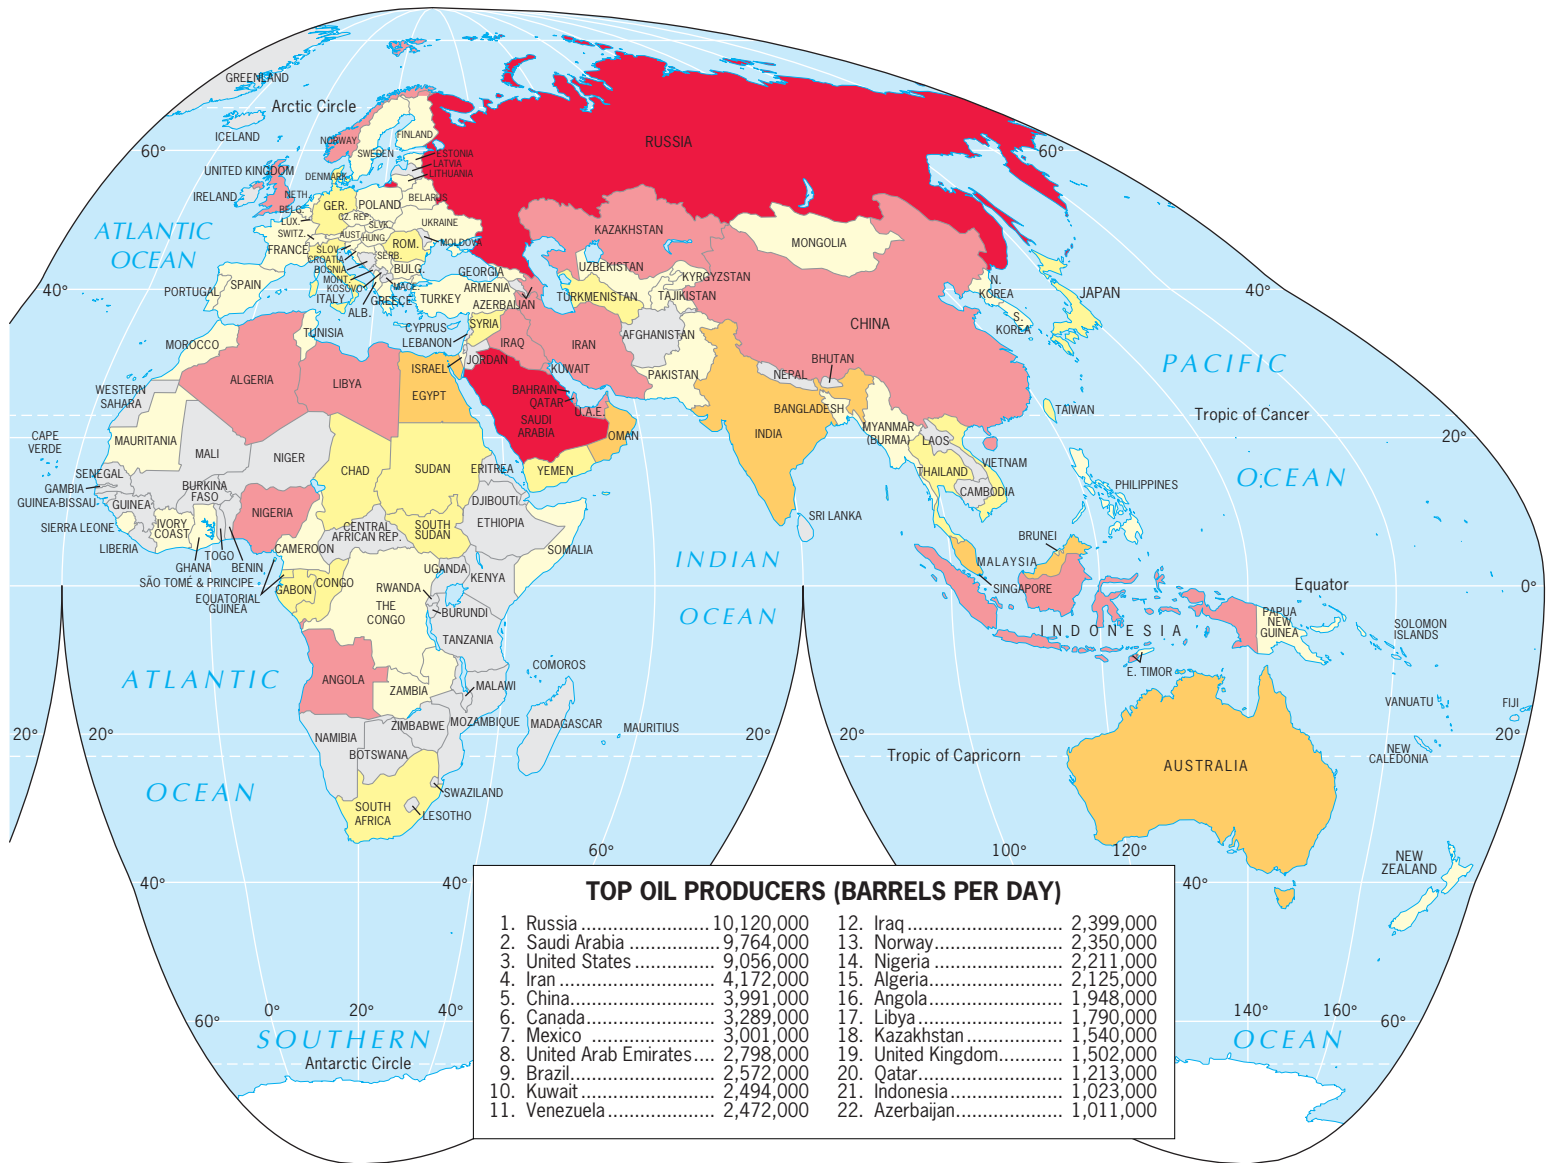 GREENLAND
Arctic Circle
ICELAND
60°
60°
NORWAY
FINLAND
SWEDEN
RUSSIA
ESTONIA
LATVIA
LITHUANIA
UNITED KINGDOM
DENMARK
IRELAND
NETH.
BELG.
LUX.
GER.
POLAND
BELARUS
CZ. REP.
SLVK.
UKRAINE
SWITZ.
AUST.
HUNG.
MOLDOVA
FRANCE
SLOV.
CROATIA
BOSNIA
MONT.
KOSOVO
SERB.
ROM.
BULG.
MACE.
ITALY
ALB.
GREECE
ATLANTIC
OCEAN
40°
40°
PORTUGAL
SPAIN
TURKEY
GEORGIA
ARMENIA
AZERBAIJAN
KAZAKHSTAN
UZBEKISTAN
TURKMENISTAN
KYRGYZSTAN
TAJIKISTAN
MONGOLIA
CHINA
N.
KOREA
S.
KOREA
JAPAN
PACIFIC
OCEAN
CYPRUS
LEBANON
SYRIA
ISRAEL
JORDAN
IRAQ
IRAN
KUWAIT
BAHRAIN
QATAR
U.A.E.
SAUDI
ARABIA
OMAN
YEMEN
AFGHANISTAN
PAKISTAN
NEPAL
BHUTAN
BANGLADESH
INDIA
SRI LANKA
MYANMAR
(BURMA)
LAOS
THAILAND
VIETNAM
CAMBODIA
TAIWAN
PHILIPPINES
Tropic of Cancer
20°
MOROCCO
TUNISIA
WESTERN
SAHARA
ALGERIA
LIBYA
EGYPT
CAPE
VERDE
MAURITANIA
MALI
NIGER
CHAD
SUDAN
ERITREA
SENEGAL
GAMBIA
GUINEA-BISSAU
GUINEA
SIERRA LEONE
LIBERIA
BURKINA
FASO
IVORY
COAST
GHANA
TOGO
BENIN
NIGERIA
CAMEROON
CENTRAL
AFRICAN REP.
SOUTH
SUDAN
DJIBOUTI
ETHIOPIA
SOMALIA
SÃO TOMÉ & PRINCIPE
EQUATORIAL
GUINEA
GABON
CONGO
THE
CONGO
UGANDA
KENYA
RWANDA
BURUNDI
TANZANIA
INDIAN
OCEAN
BRUNEI
MALAYSIA
SINGAPORE
INDONESIA
E. TIMOR
PAPUA
NEW
GUINEA
SOLOMON
ISLANDS
Equator
0°
ATLANTIC
OCEAN
ANGOLA
ZAMBIA
MALAWI
COMOROS
MOZAMBIQUE
ZIMBABWE
NAMIBIA
BOTSWANA
MADAGASCAR
MAURITIUS
SWAZILAND
LESOTHO
SOUTH
AFRICA
VANUATU
FIJI
NEW
CALEDONIA
20°
20°
20°
20°
20°
Tropic of Capricorn
AUSTRALIA
NEW
ZEALAND
60°
100°
120°
40°
40°
40°
TOP OIL PRODUCERS (BARRELS PER DAY)
1. Russia ........................ 10,120,000
2. Saudi Arabia ................. 9,764,000
3. United States ............... 9,056,000
4. Iran .............................. 4,172,000
5. China........................... 3,991,000
6. Canada........................ 3,289,000
7. Mexico ....................... 3,001,000
8. United Arab Emirates.... 2,798,000
9. Brazil........................... 2,572,000
10. Kuwait ......................... 2,494,000
11. Venezuela .................... 2,472,000
12. Iraq ............................. 2,399,000
13. Norway........................ 2,350,000
14. Nigeria ........................ 2,211,000
15. Algeria......................... 2,125,000
16. Angola......................... 1,948,000
17. Libya ........................... 1,790,000
18. Kazakhstan .................. 1,540,000
19. United Kingdom............ 1,502,000
20. Qatar........................... 1,213,000
21. Indonesia ..................... 1,023,000
22. Azerbaijan.................... 1,011,000
0°
20°
40°
60°
140°
160°
60°
SOUTHERN
OCEAN
Antarctic Circle